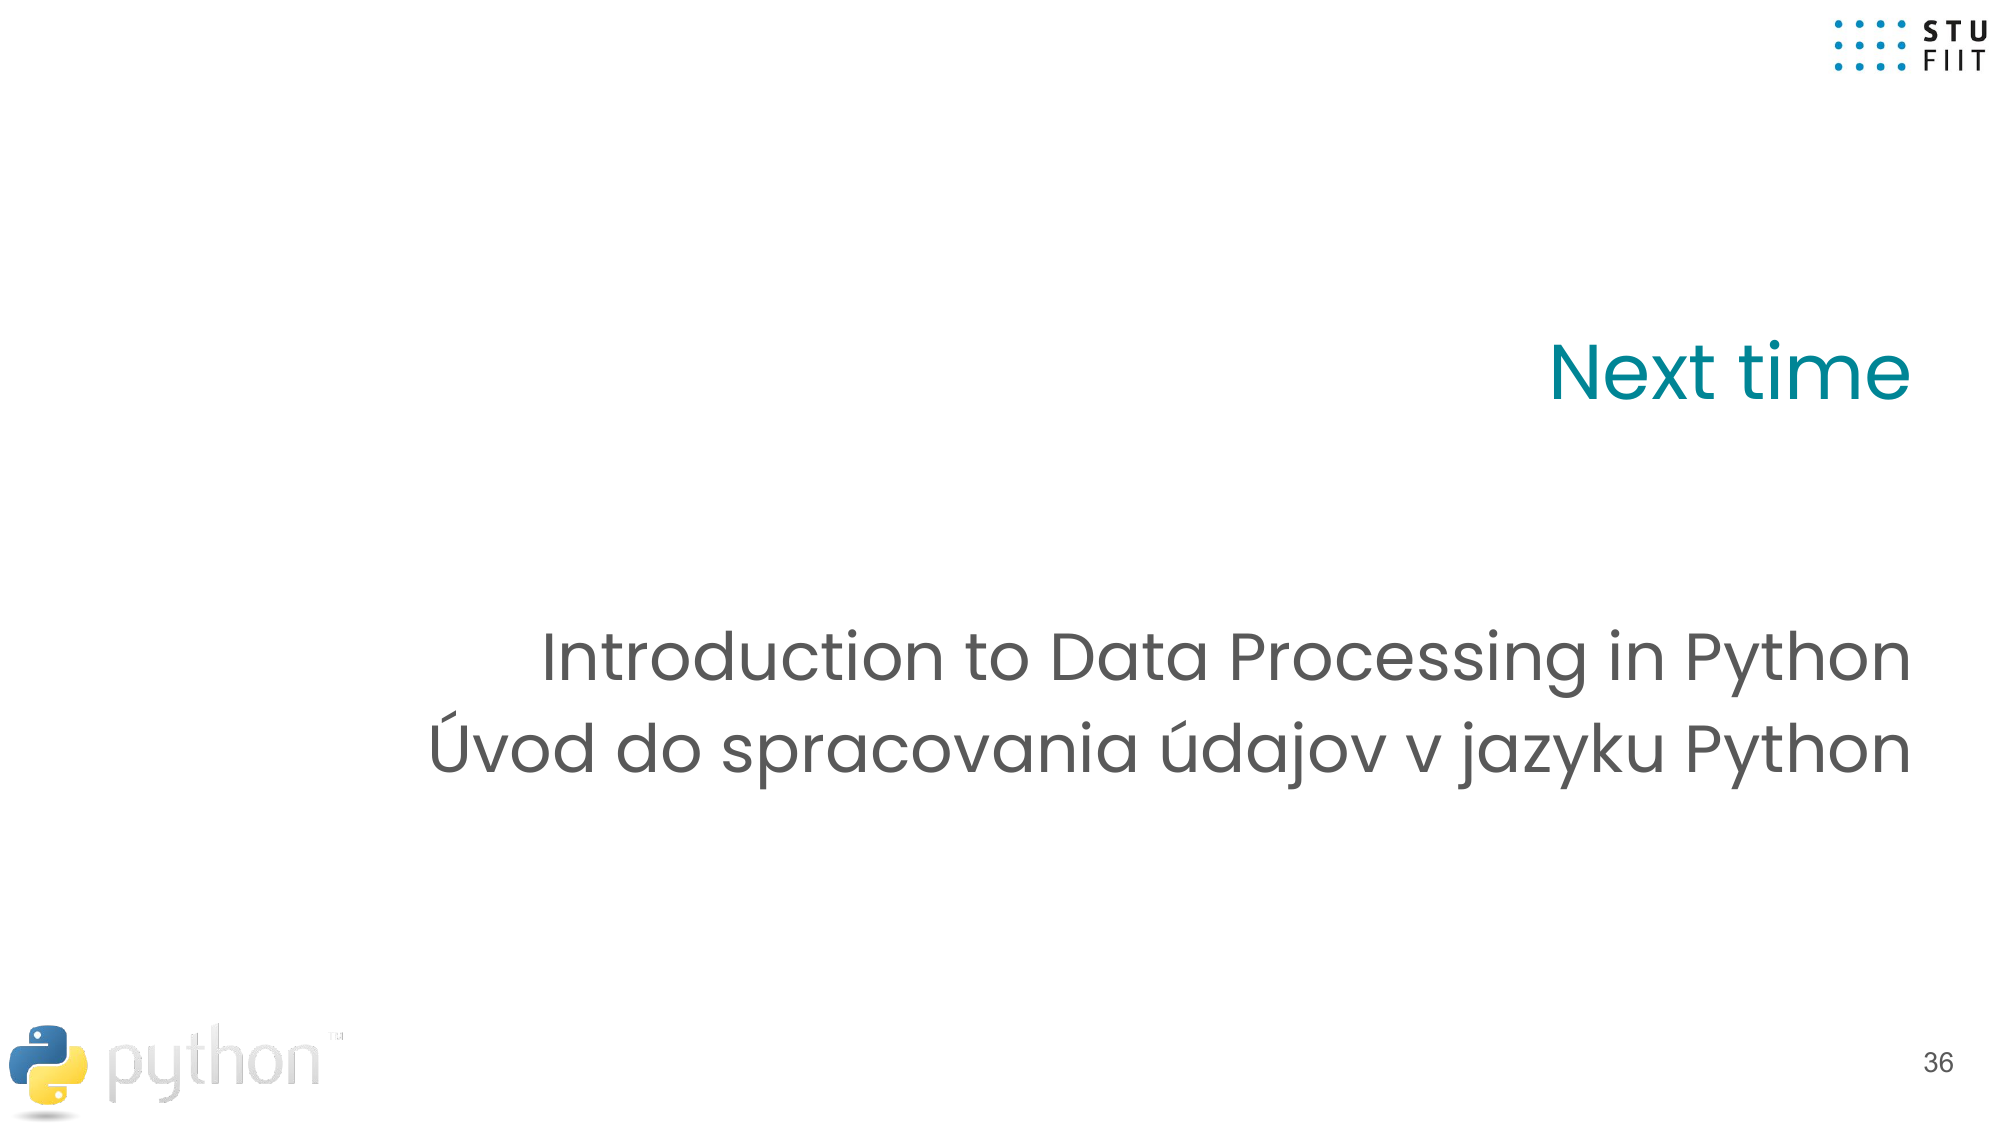 STU
FIIT
Next time
Introduction to Data Processing in Python
Úvod do spracovania údajov v jazyku Python
python™
36